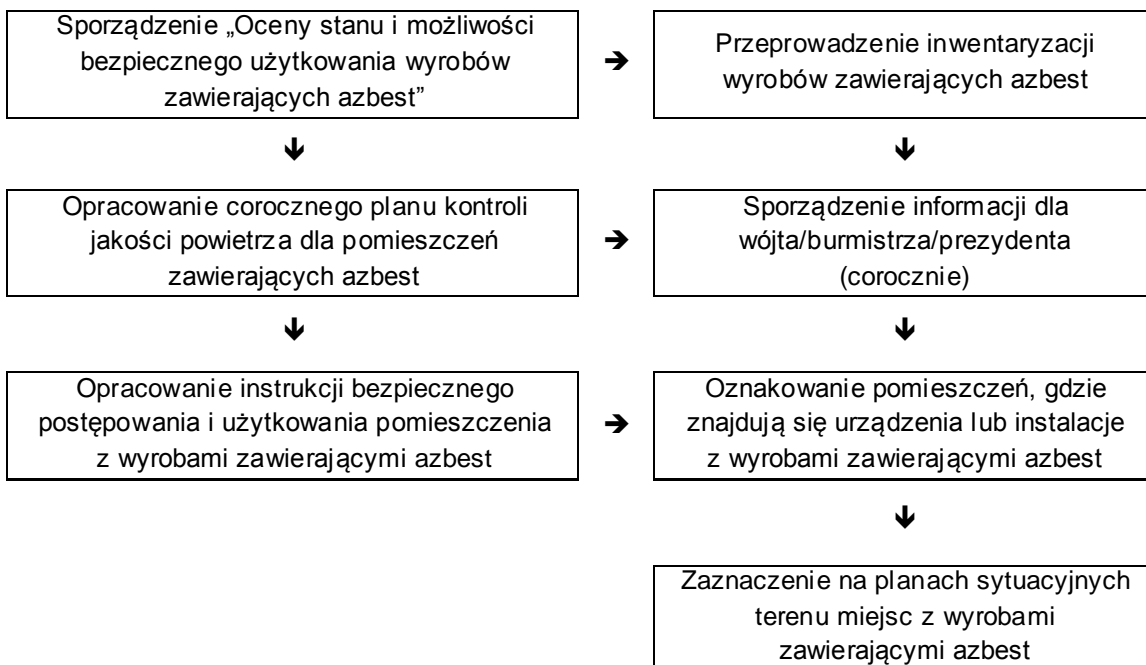 Sporządzenie „Oceny stanu i możliwości
bezpiecznego użytkowania wyrobów
zawierających azbest”
Przeprowadzenie inwentaryzacji
wyrobów zawierających azbest
Opracowanie corocznego planu kontroli
jakości powietrza dla pomieszczeń
zawierających azbest
Sporządzenie informacji dla
wójta/burmistrza/prezydenta
(corocznie)
Opracowanie instrukcji bezpiecznego
postępowania i użytkowania pomieszczenia
z wyrobami zawierającymi azbest
Oznakowanie pomieszczeń, gdzie
znajdują się urządzenia lub instalacje
z wyrobami zawierającymi azbest
Zaznaczenie na planach sytuacyjnych
terenu miejsc z wyrobami
zawierającymi azbest